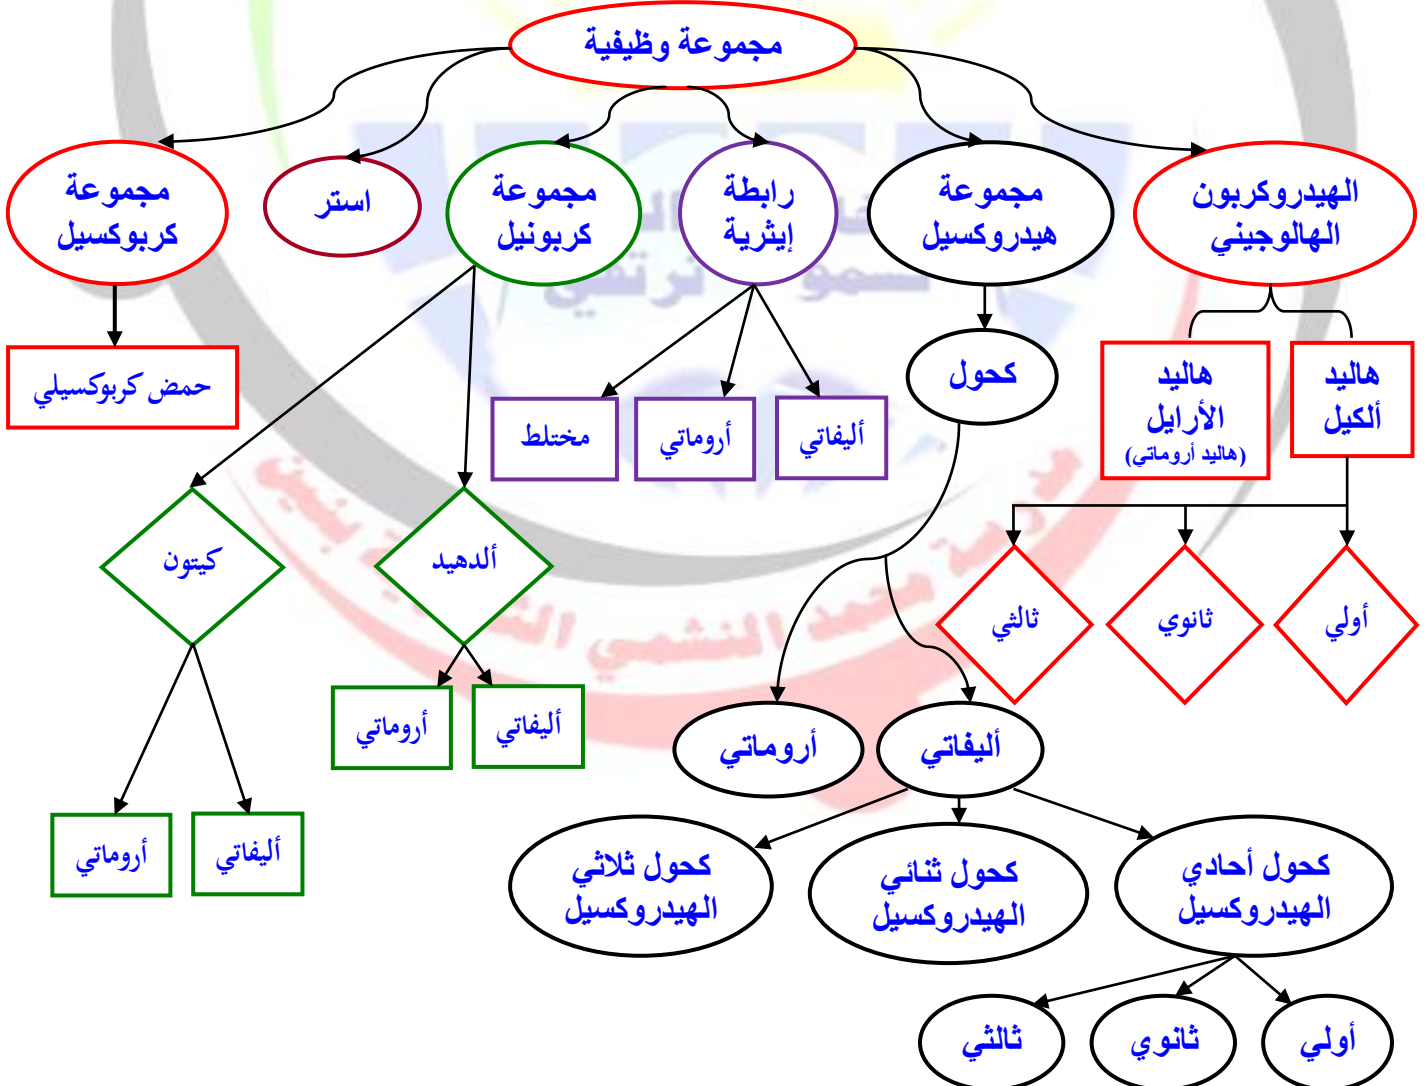 مجموعة وظيفية
الهيدروكربون
الهالوجيني
مجموعة
هيدروكسيل
رابطة
إيثرية
مجموعة
كربونيل
استر
مجموعة
كربوكسيل
هاليد
ألكيل
هاليد
الأرايل
(هاليد أروماتي)
كحول
أليفاتي
أروماتي
مختلط
حمض كربوكسيلي
أولي
ثانوي
ثالثي
ألدهيد
كيتون
أليفاتي
أروماتي
أليفاتي
أروماتي
أليفاتي
أروماتي
كحول أحادي
الهيدروكسيل
كحول ثنائي
الهيدروكسيل
كحول ثلاثي
الهيدروكسيل
أولي
ثانوي
ثالثي